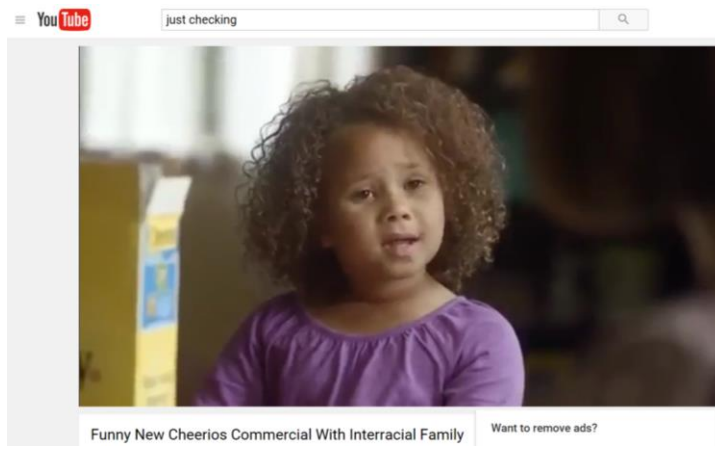 YouTube
just checking
Funny New Cheerios Commercial With Interracial Family
Want to remove ads?